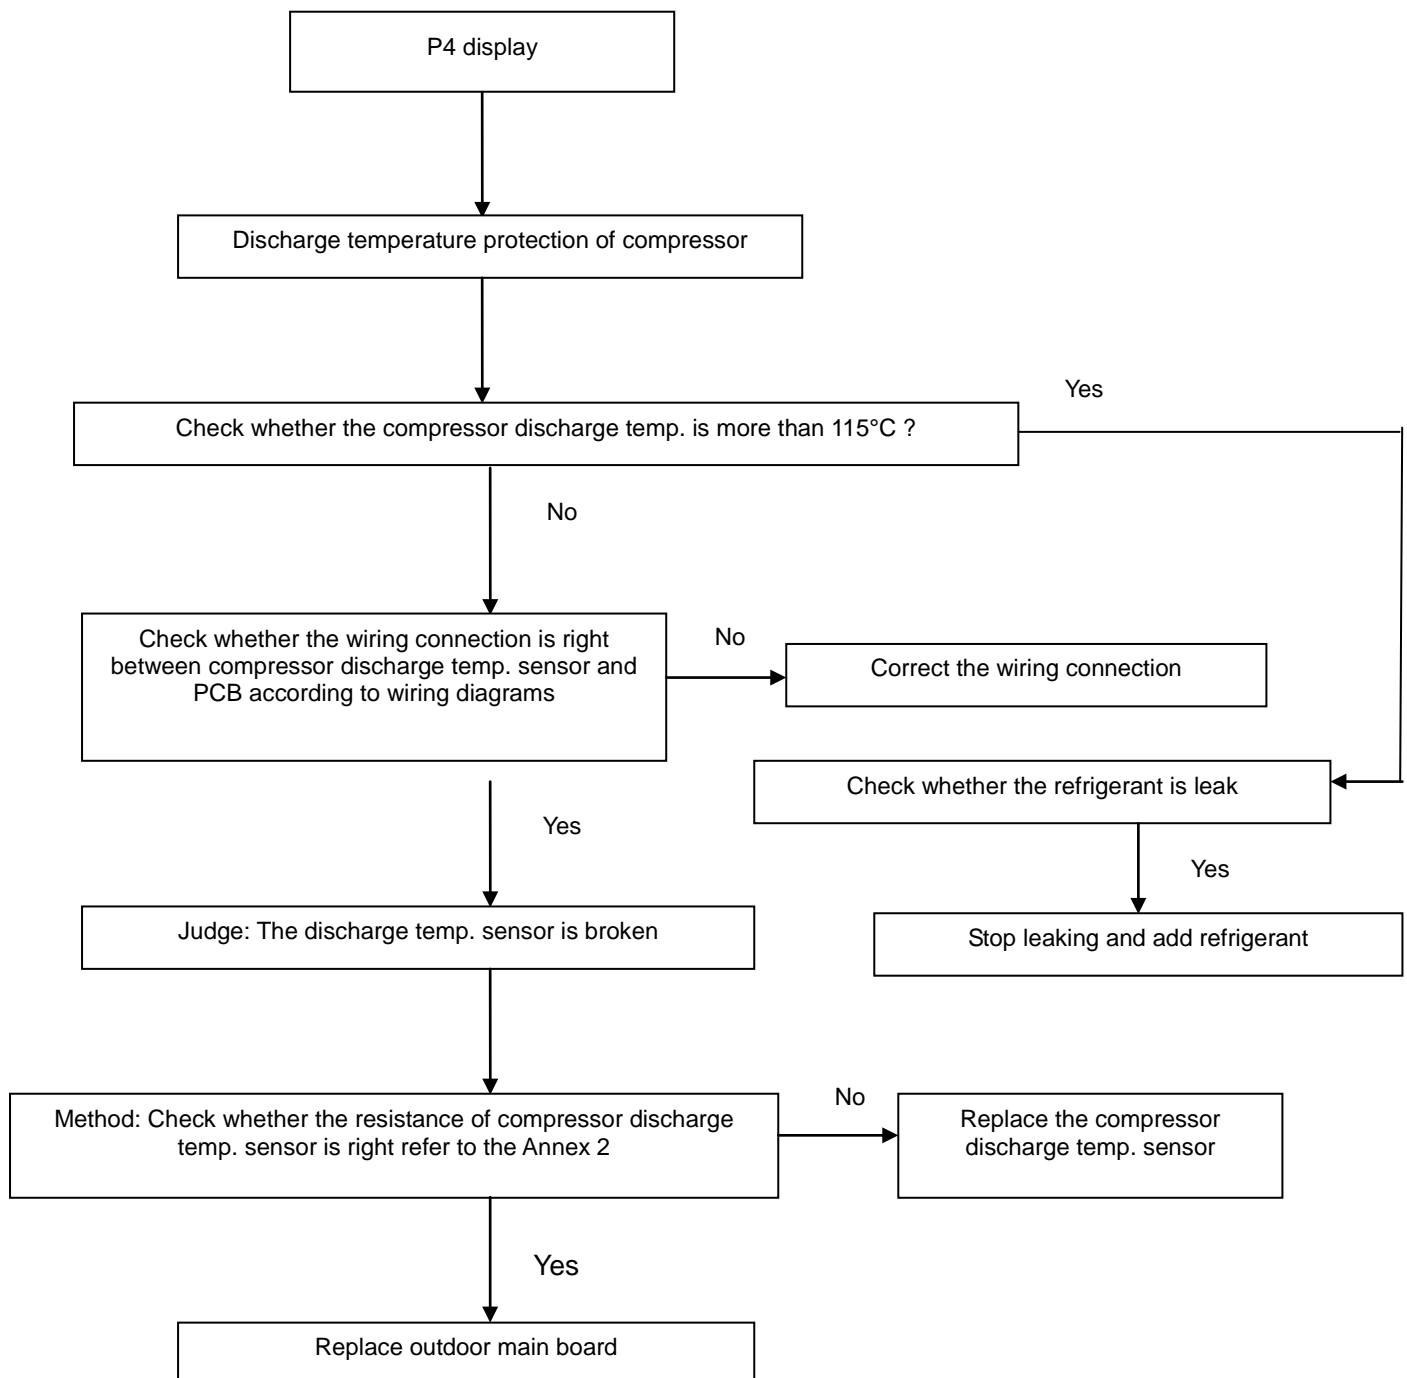 P4 display
Discharge temperature protection of compressor
Yes
Check whether the compressor discharge temp. is more than 115°C ?
No
Check whether the wiring connection is right
between compressor discharge temp. sensor and
PCB according to wiring diagrams
No
Correct the wiring connection
Check whether the refrigerant is leak
Yes
Yes
Judge: The discharge temp. sensor is broken
Stop leaking and add refrigerant
Method: Check whether the resistance of compressor discharge
temp. sensor is right refer to the Annex 2
No
Replace the compressor
discharge temp. sensor
Yes
Replace outdoor main board